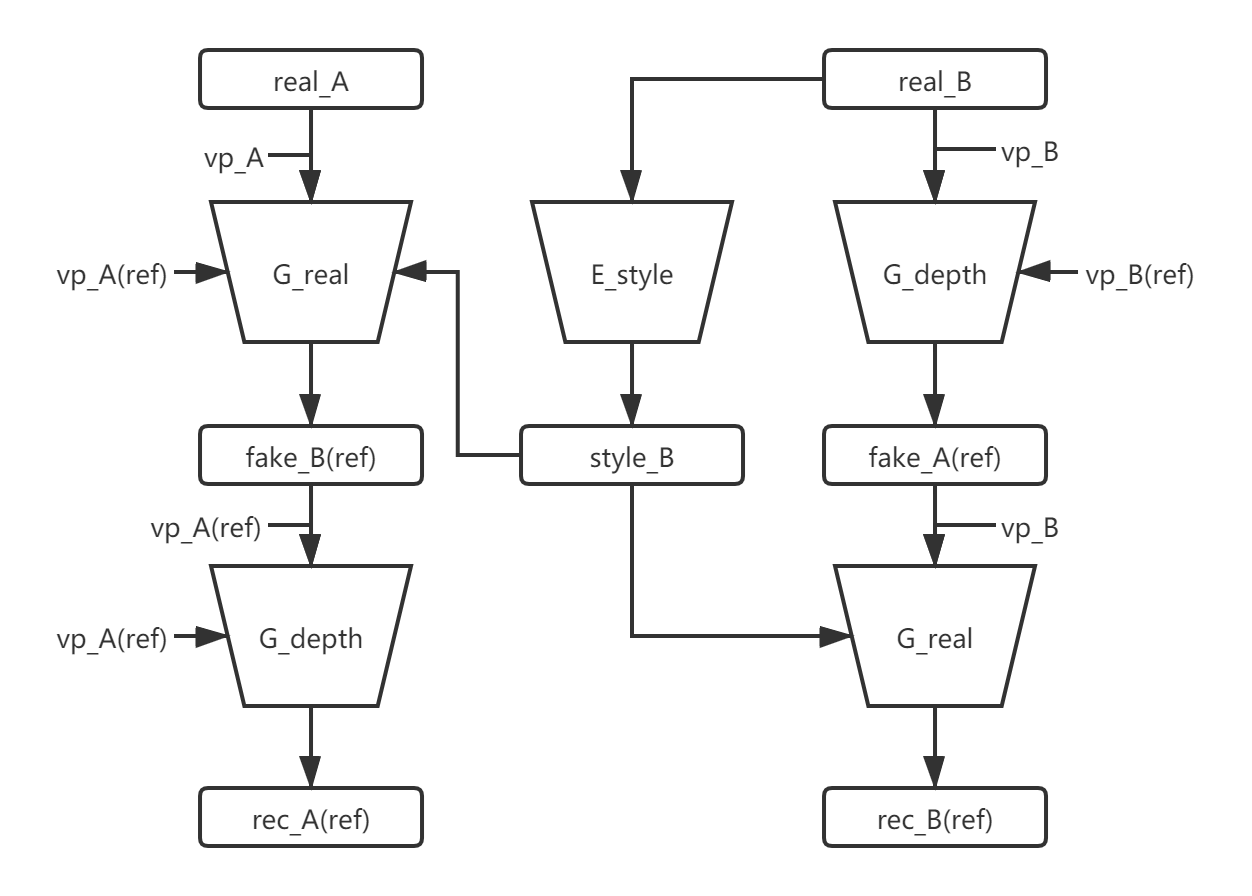 real_A
real_B
vp_A
vp_B
vp_A(ref)
G_real
E_style
G_depth
vp_B(ref)
fake_B(ref)
style_B
fake_A(ref)
vp_A(ref)
vp_B
vp_A(ref)
G_depth
G_real
rec_A(ref)
rec_B(ref)